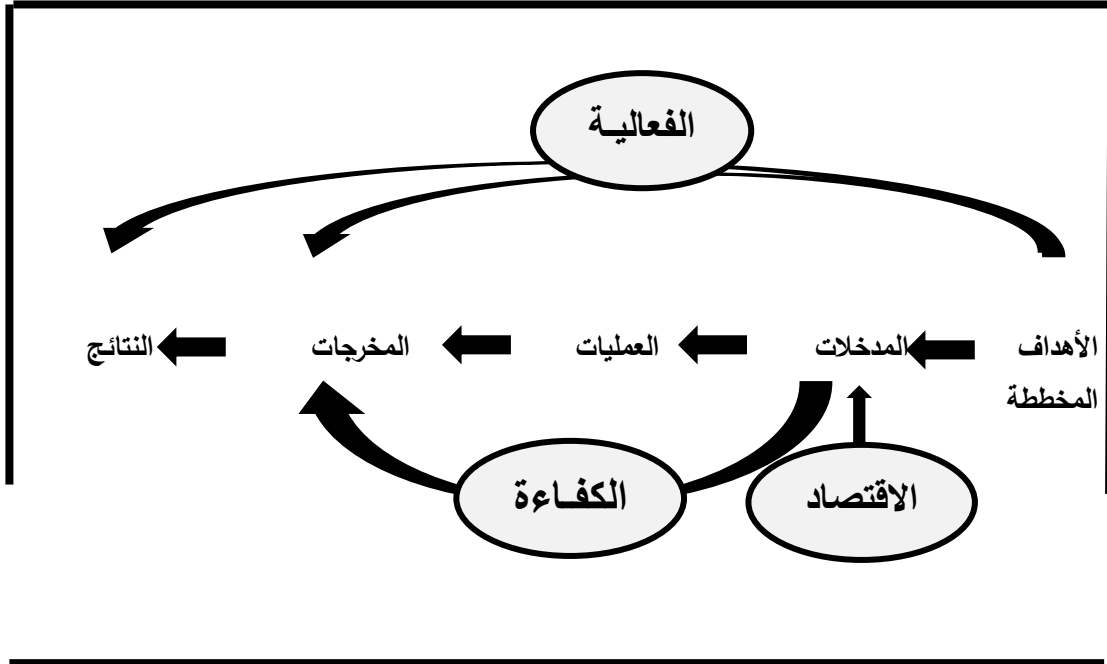 الفعاليـة
الأهداف
المخططة
المدخلات
العمليات
المخرجات
النتائج
الكفـاءة
الاقتصاد